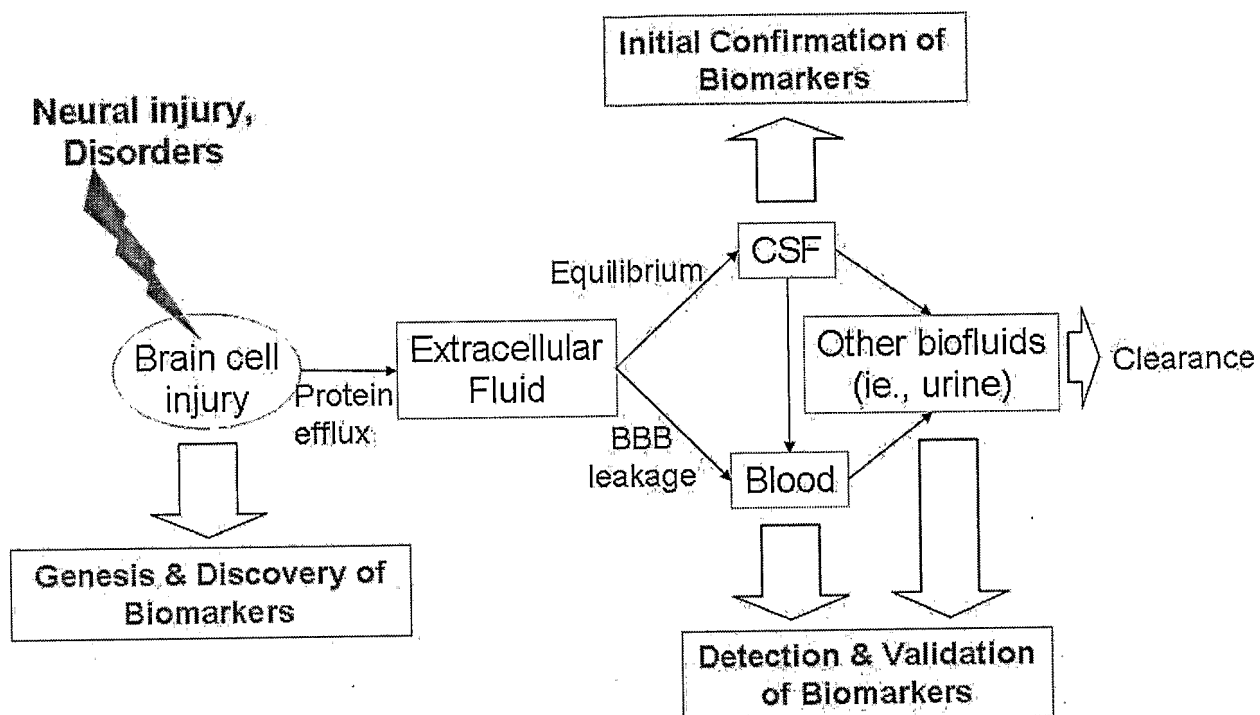 Initial Confirmation of
Biomarkers
Neural injury,
Disorders
CSF
Equilibrium
Brain cell
injury
Protein
efflux
Extracellular
Fluid
Other biofluids
(ie., urine)
Clearance
BBB
leakage
Blood
Genesis & Discovery of
Biomarkers
Detection & Validation
of Biomarkers